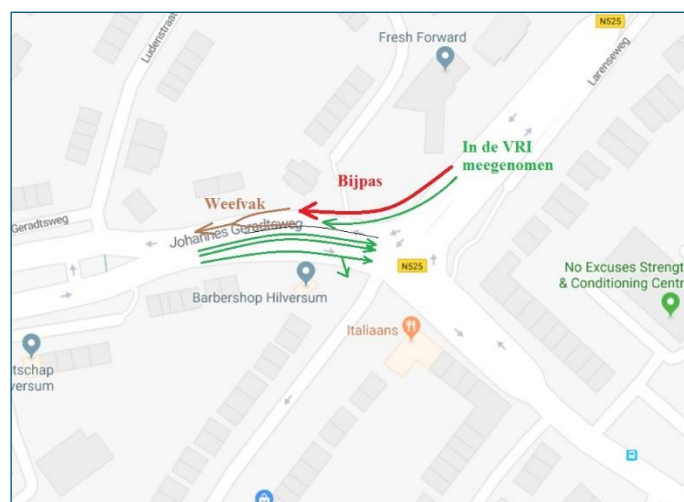 N525
Larenseweg
Ludenstraat
Fresh Forward
In de VRI
meegenomen
Bijpas
Weefvak
Geradtsweg
Johannes Geradtsweg
N525
Barbershop Hilversum
No Excuses Strengt
& Conditioning Centr
Italiaans
tschap
versum